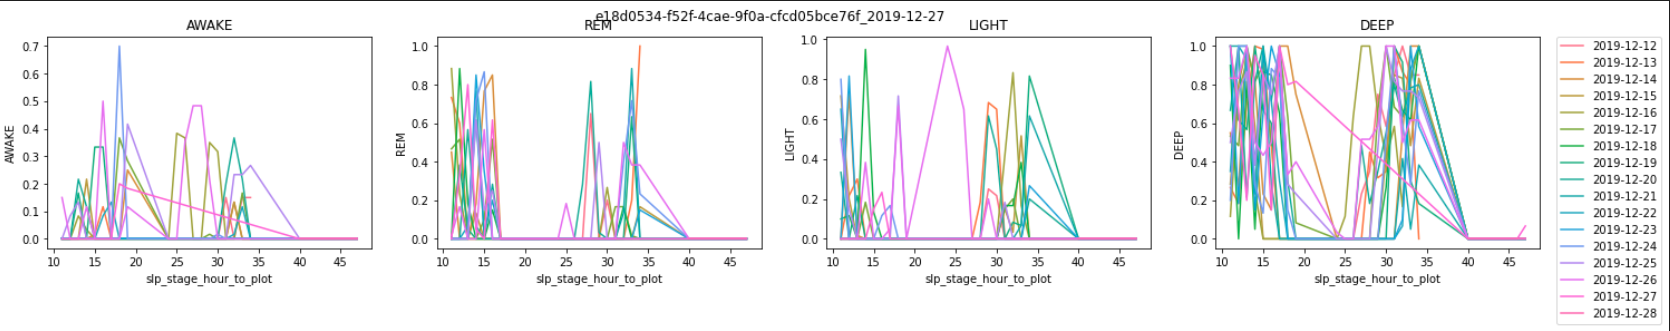 e18d0534-f52f-4cae-9f0a-cfcd05bce76f_2019-12-27
AWAKE
REM
LIGHT
DEEP
AWAKE
0.7
0.6
0.5
0.4
0.3
0.2
0.1
0.0
10 15 20 25 30 35 40 45
slp_stage_hour_to_plot
REM
1.0
0.8
0.6
0.4
0.2
0.0
10 15 20 25 30 35 40 45
slp_stage_hour_to_plot
LIGHT
1.0
0.8
0.6
0.4
0.2
0.0
10 15 20 25 30 35 40 45
slp_stage_hour_to_plot
DEEP
1.0
0.8
0.6
0.4
0.2
0.0
10 15 20 25 30 35 40 45
slp_stage_hour_to_plot
2019-12-12
2019-12-13
2019-12-14
2019-12-15
2019-12-16
2019-12-17
2019-12-18
2019-12-19
2019-12-20
2019-12-21
2019-12-22
2019-12-23
2019-12-24
2019-12-25
2019-12-26
2019-12-27
2019-12-28